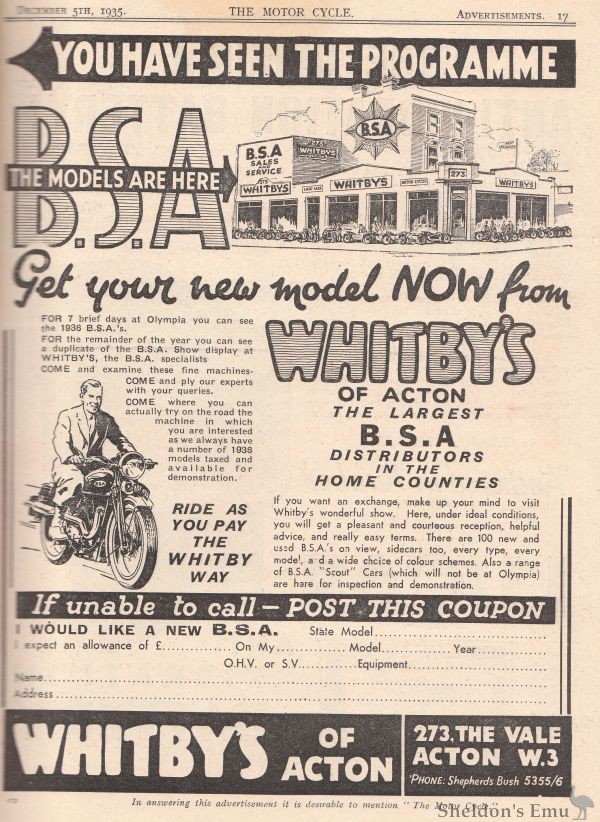 DECEMBER 5TH, 1935. THE MOTOR CYCLE. ADVERTISEMENTS. 17
YOU HAVE SEEN THE PROGRAMME
B.S.A
THE MODELS ARE HERE
B.S.A
SALES
AND
SERVICE
WHITBY'S
273
WHITBYS
B.S.A
WHITBYS
MOTOR CYCLES
273
WHITBYS
Get your new model NOW from
FOR 7 brief days at Olympia you can see
the 1936 B.S.A.'s.
FOR the remainder of the year you can see
a duplicate of the B.S.A. Show display at
WHITBY'S, the B.S.A. specialists
COME and examine these fine machines·
COME and ply our experts
with your queries.
COME where you can
actually try on the road the
machine in which
you are interested
as we always have
a number of 1936
models taxed and
available for
demonstration.
RIDE AS
YOU PAY
THE
WHITBY
WAY
WHITBY'S
OF ACTON
THE LARGEST
B.S.A
DISTRIBUTORS
IN THE
HOME COUNTIES
If you want an exchange, make up your mind to visit
Whitby's wonderful show. Here, under ideal conditions,
you will get a pleasant and courteous reception, helpful
advice, and really easy terms. There are 100 new and
used B.S.A.'s on view, sidecars too, every type, every
model, and a wide choice of colour schemes. Also a range
of B.S.A. "Scout" Cars (which will not be at Olympia)
are here for inspection and demonstration.
If unable to call — POST THIS COUPON
I WOULD LIKE A NEW B.S.A. State Model
I expect an allowance of £ On My Model Year
O.H.V. or S.V. Equipment
Name
Address
WHITBY'S OF ACTON
273, THE VALE
ACTON W.3
'PHONE: Shepherds Bush 5355/6
In answering this advertisement it is desirable to mention "The Motor Cycle."
Sheldon's Emu